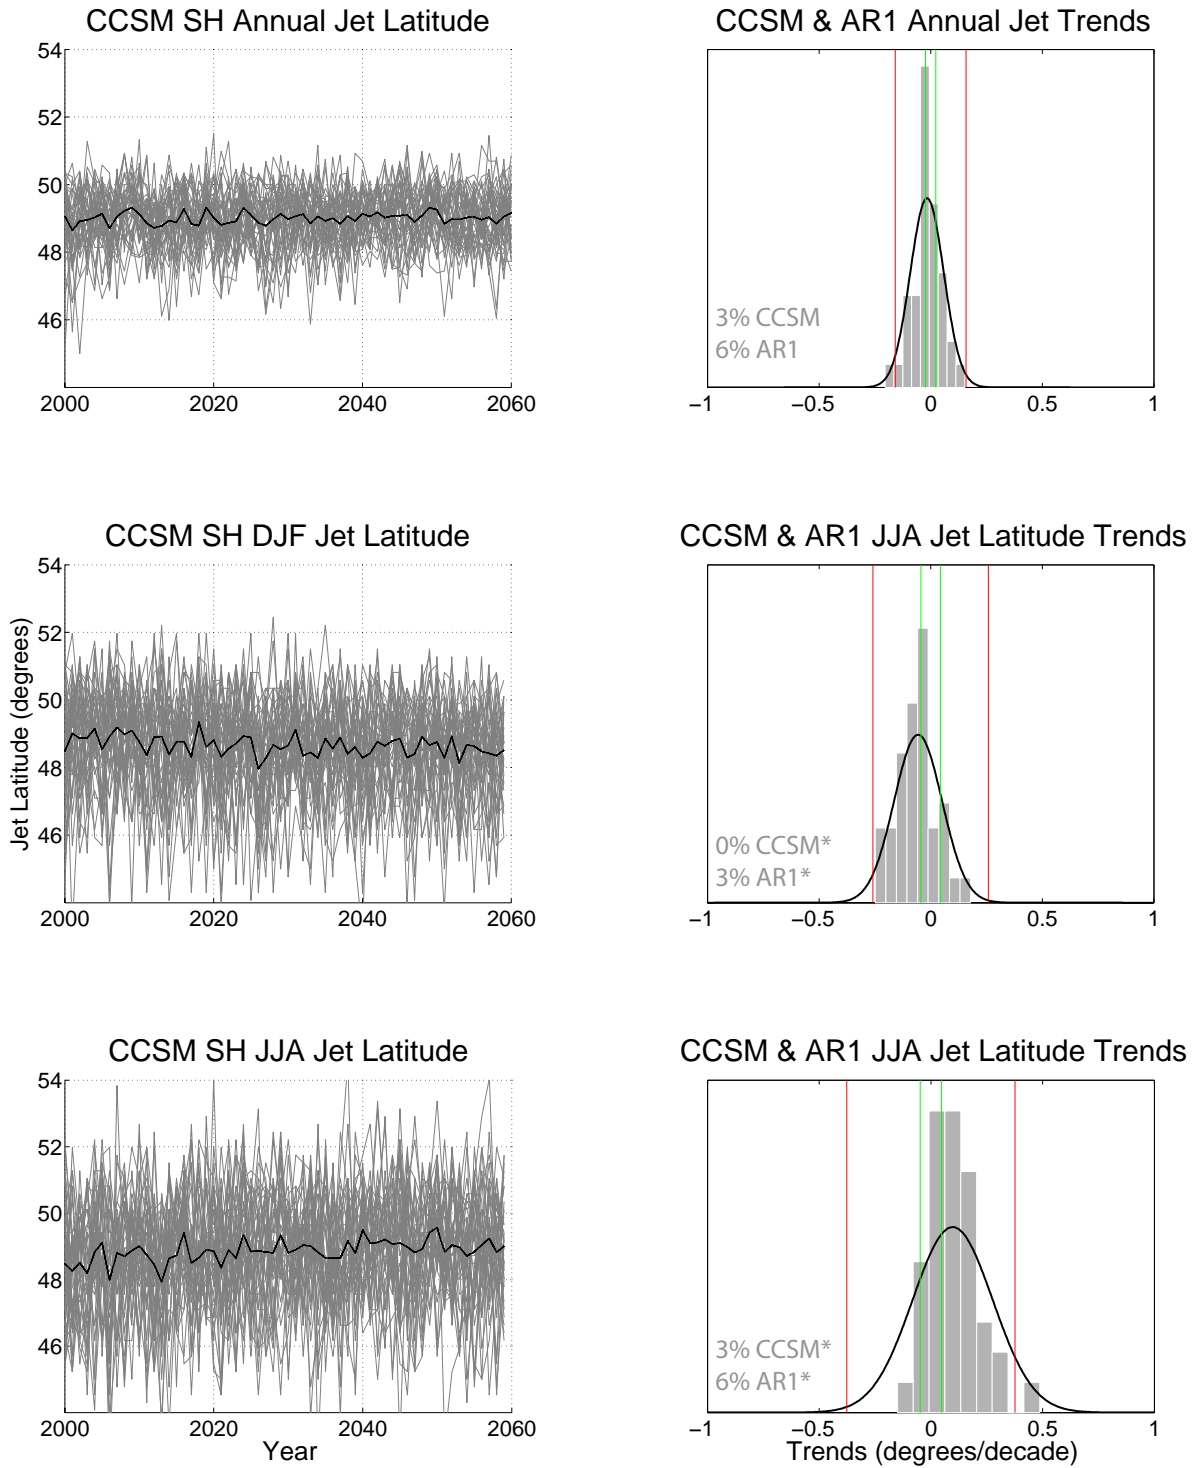 CCSM SH Annual Jet Latitude
54
52
50
48
46
2000 2020 2040 2060
CCSM & AR1 Annual Jet Trends
3% CCSM
6% AR1
−1 −0.5 0 0.5 1
CCSM SH DJF Jet Latitude
Jet Latitude (degrees)
54
52
50
48
46
2000 2020 2040 2060
CCSM & AR1 JJA Jet Latitude Trends
0% CCSM*
3% AR1*
−1 −0.5 0 0.5 1
CCSM SH JJA Jet Latitude
54
52
50
48
46
2000 2020 2040 2060
Year
CCSM & AR1 JJA Jet Latitude Trends
3% CCSM*
6% AR1*
−1 −0.5 0 0.5 1
Trends (degrees/decade)